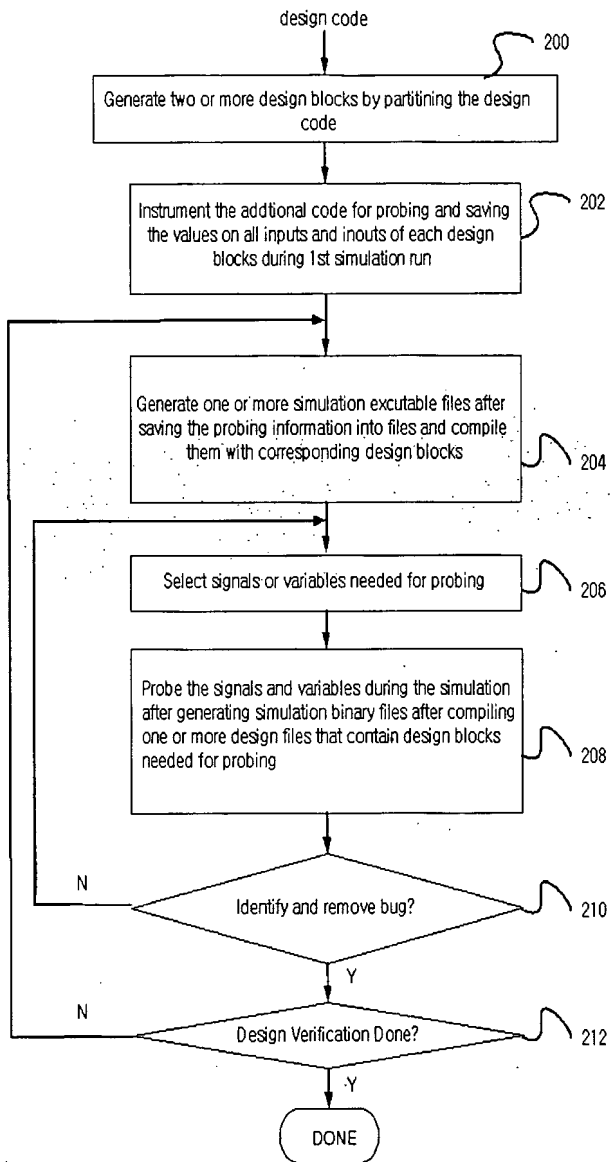 design code
200
Generate two or more design blocks by partitining the design
code
Instrument the addtional code for probing and saving
the values on all inputs and inouts of each design
blocks during 1st simulation run
202
Generate one or more simulation excutable files after
saving the probing information into files and compile
them with corresponding design blocks
204
Select signals or variables needed for probing
206
Probe the signals and variables during the simulation
after generating simulation binary files after compiling
one or more design files that contain design blocks
needed for probing
208
N
Identify and remove bug?
210
Y
N
Design Verification Done?
212
Y
DONE